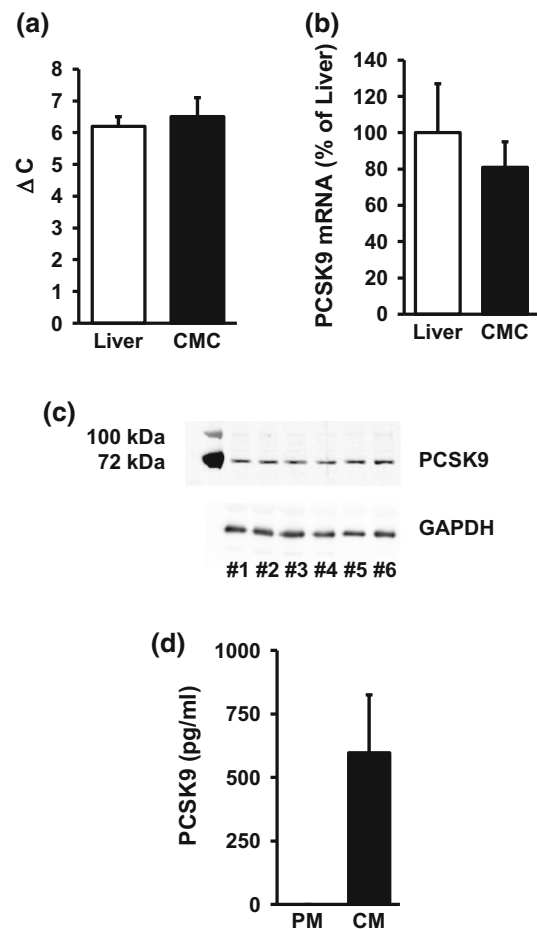 (a)
Δ C
8
7
6
5
4
3
2
1
0
Liver CMC
(b)
PCSK9 mRNA (% of Liver)
140
120
100
80
60
40
20
0
Liver CMC
(c)
100 kDa
72 kDa
PCSK9
GAPDH
#1 #2 #3 #4 #5 #6
(d)
PCSK9 (pg/ml)
1000
750
500
250
0
PM CM